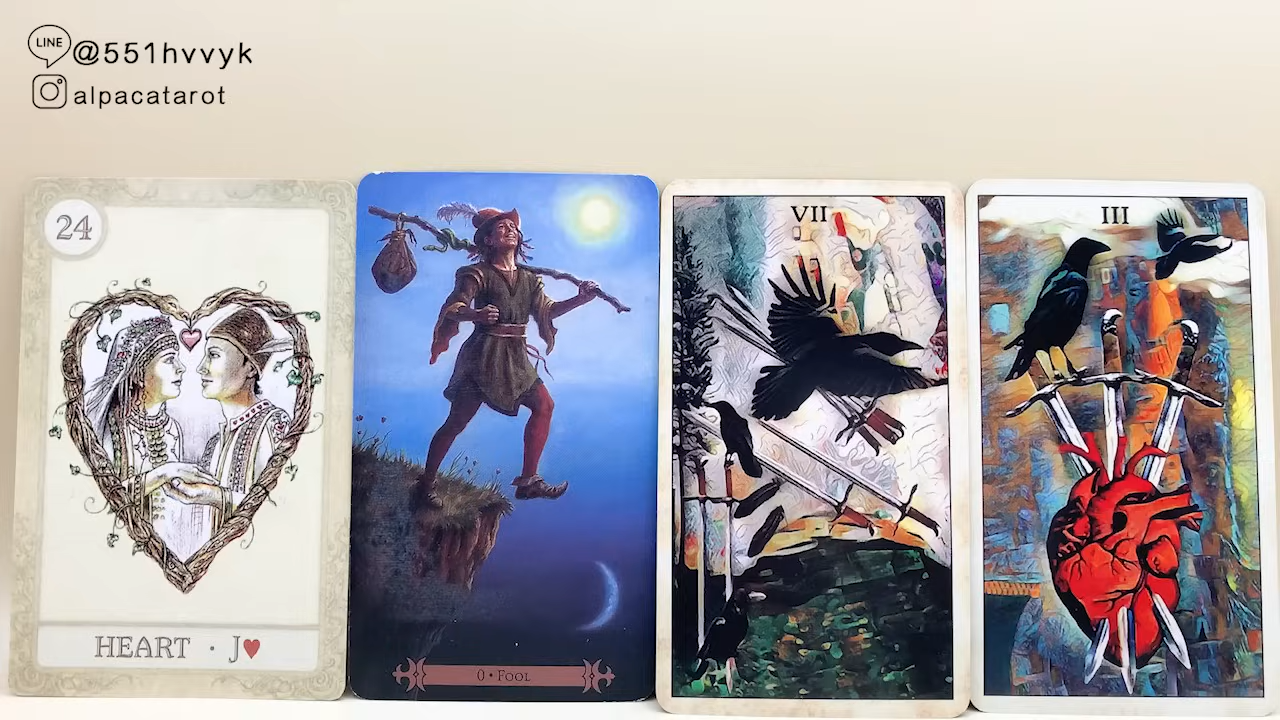 LINE @551hvvyk
alpacatarot
24
HEART · J♥
0 • FOOL
VII
III